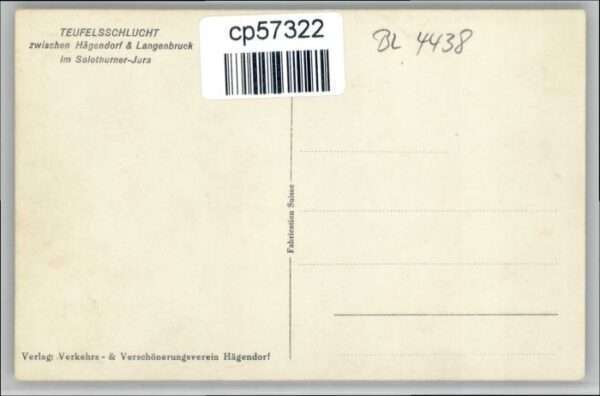 TEUFELSSCHLUCHT
zwischen Hägendorf & Langenbruck
im Solothurner-Jura
cp57322
BL 4438
Fabrication Suisse
Verlag: Verkehrs- & Verschönerungsverein Hägendorf